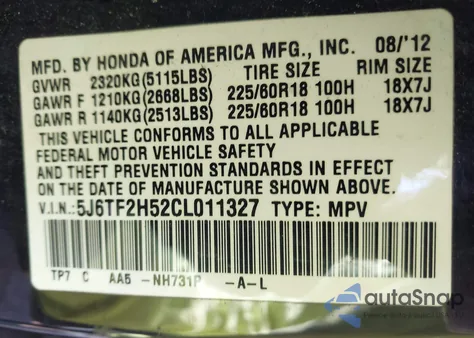 MFD. BY HONDA OF AMERICA MFG., INC. 08/'12
GVWR 2320KG(5115LBS) TIRE SIZE RIM SIZE
GAWR F 1210KG(2668LBS) 225/60R18 100H 18X7J
GAWR R 1140KG(2513LBS) 225/60R18 100H 18X7J
THIS VEHICLE CONFORMS TO ALL APPLICABLE
FEDERAL MOTOR VEHICLE SAFETY
AND THEFT PREVENTION STANDARDS IN EFFECT
ON THE DATE OF MANUFACTURE SHOWN ABOVE.
V.I.N.:5J6TF2H52CL011327 TYPE: MPV
TP7 C AA5 -NH731P -A-L
autoSnap